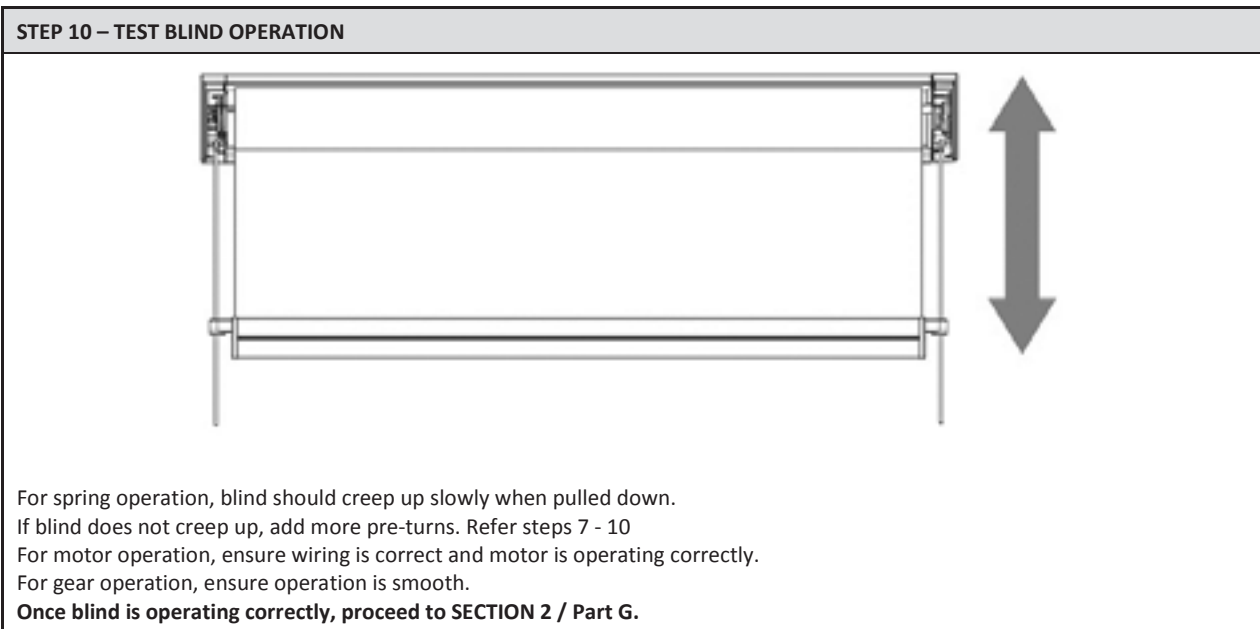 STEP 10 – TEST BLIND OPERATION
For spring operation, blind should creep up slowly when pulled down.
If blind does not creep up, add more pre-turns. Refer steps 7 - 10
For motor operation, ensure wiring is correct and motor is operating correctly.
For gear operation, ensure operation is smooth.
Once blind is operating correctly, proceed to SECTION 2 / Part G.